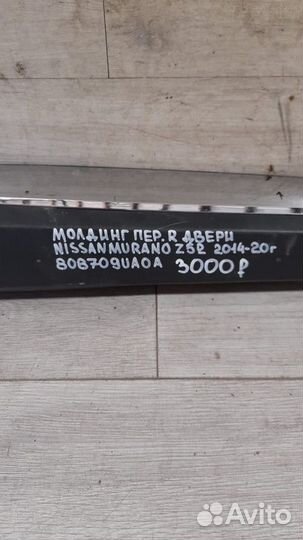 МОЛДИНГ ПЕР. R ДВЕРИ
NISSAN MURANO Z52 2014-20г
808709UA0A 3000₽
Avito